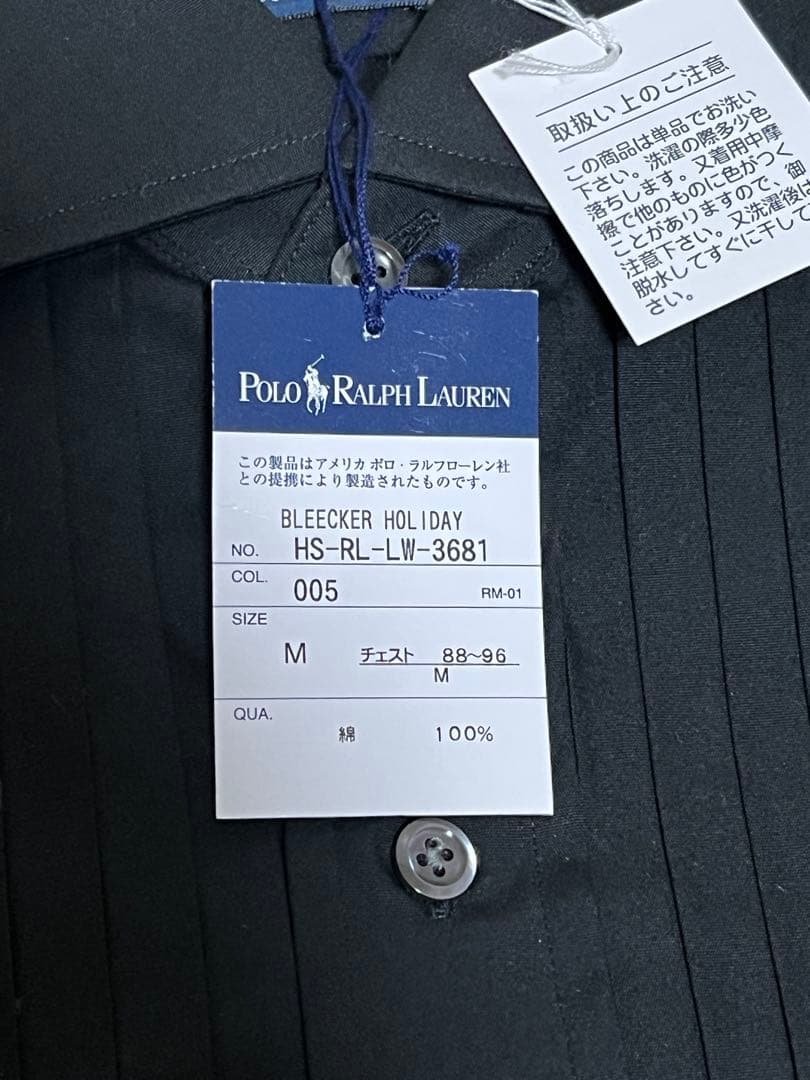 取扱い上のご注意
この商品は単品でお洗い
下さい。洗濯の際多少色
落ちします。又着用中摩
擦で他のものに色がつく
ことがありますので、御
注意下さい。又洗濯後は
脱水してすぐに干して
さい。
POLO RALPH LAUREN
この製品はアメリカ ポロ・ラルフローレン社
との提携により製造されたものです。
BLEECKER HOLIDAY
NO. HS-RL-LW-3681
COL. 005 RM-01
SIZE
M チェスト 88~96
M
QUA.
綿 100%